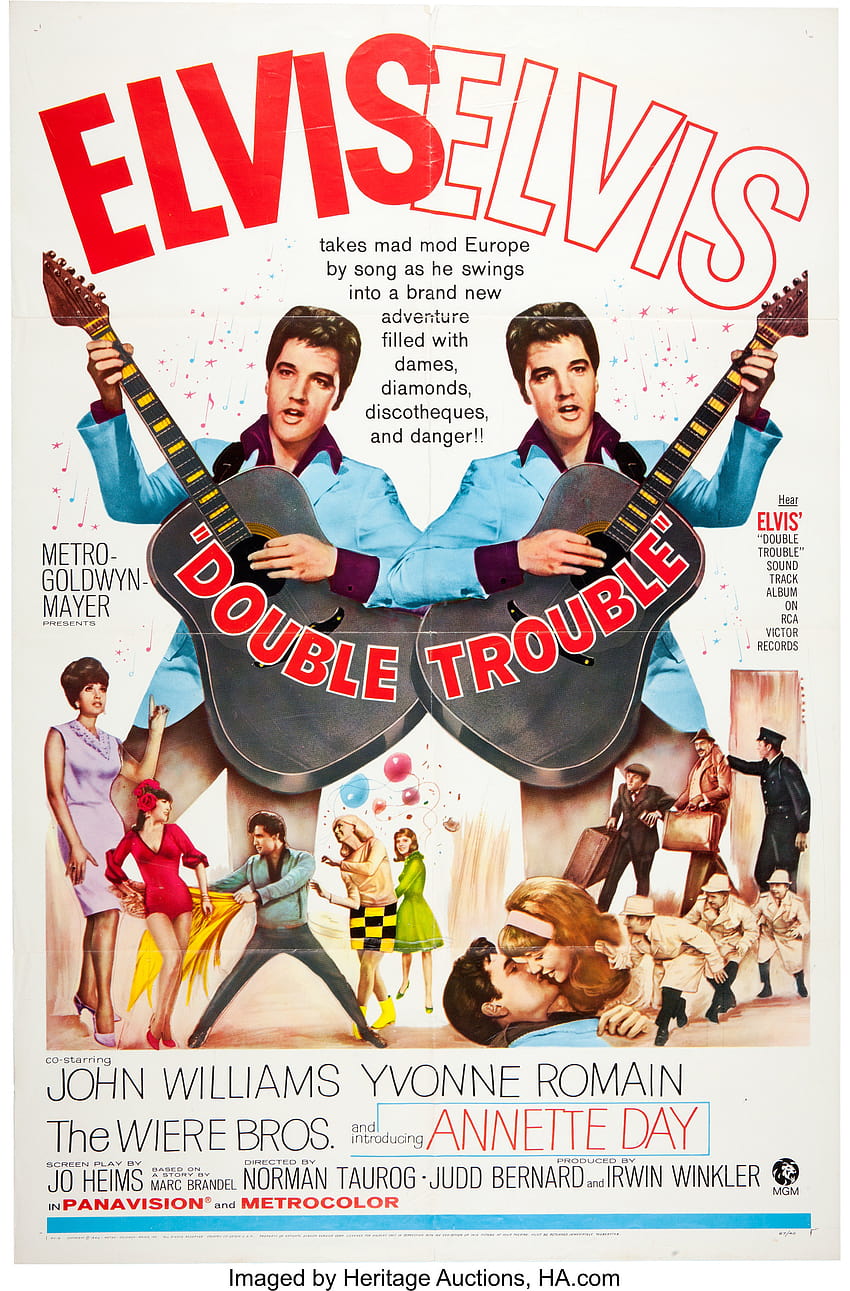 ELVIS ELVIS
takes mad mod Europe
by song as he swings
into a brand new
adventure
filled with
dames,
diamonds,
discotheques,
and danger!!
Hear
ELVIS'
"DOUBLE
TROUBLE"
SOUND
TRACK
ALBUM
ON
RCA
VICTOR
RECORDS
METRO-
GOLDWYN-
MAYER
PRESENTS
"DOUBLE TROUBLE"
co-starring
JOHN WILLIAMS YVONNE ROMAIN
The WIERE BROS. and introducing ANNETTE DAY
SCREEN PLAY BY JO HEIMS BASED ON A STORY BY MARC BRANDEL DIRECTED BY NORMAN TAUROG · PRODUCED BY JUDD BERNARD and IRWIN WINKLER
IN PANAVISION® and METROCOLOR
MGM
Imaged by Heritage Auctions, HA.com